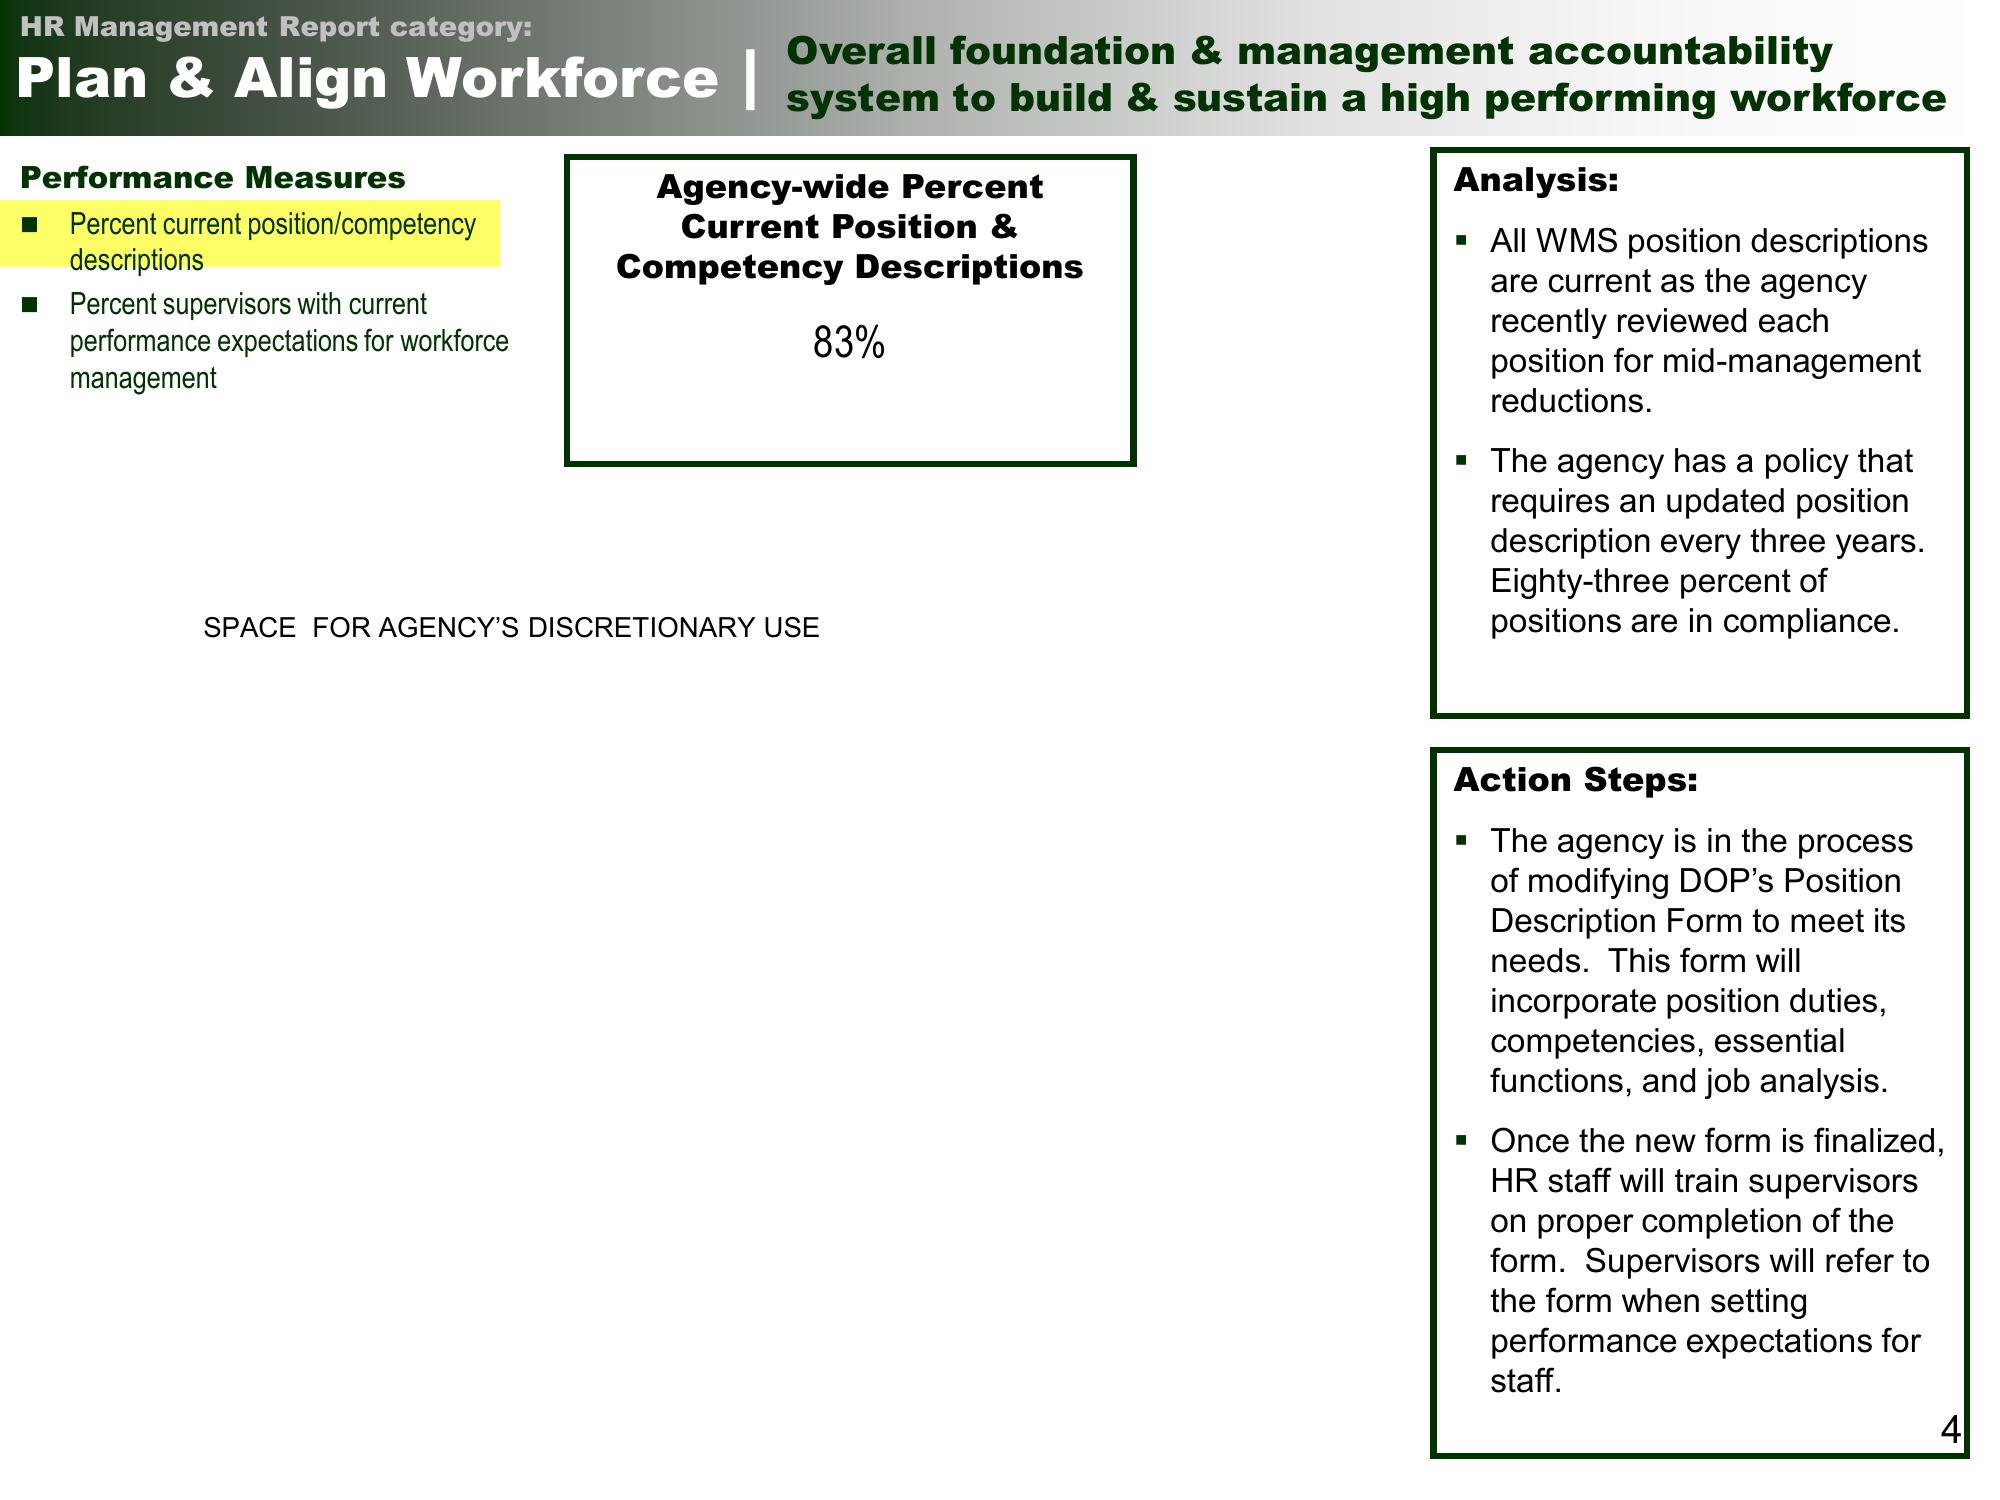 HR Management Report category:
Plan & Align Workforce
Overall foundation & management accountability
system to build & sustain a high performing workforce
Performance Measures
■ Percent current position/competency
descriptions
■ Percent supervisors with current
performance expectations for workforce
management
Agency-wide Percent
Current Position &
Competency Descriptions
83%
SPACE  FOR AGENCY’S DISCRETIONARY USE
Analysis:
▪ All WMS position descriptions
are current as the agency
recently reviewed each
position for mid-management
reductions.
▪ The agency has a policy that
requires an updated position
description every three years.
Eighty-three percent of
positions are in compliance.
Action Steps:
▪ The agency is in the process
of modifying DOP’s Position
Description Form to meet its
needs.  This form will
incorporate position duties,
competencies, essential
functions, and job analysis.
▪ Once the new form is finalized,
HR staff will train supervisors
on proper completion of the
form.  Supervisors will refer to
the form when setting
performance expectations for
staff.
4